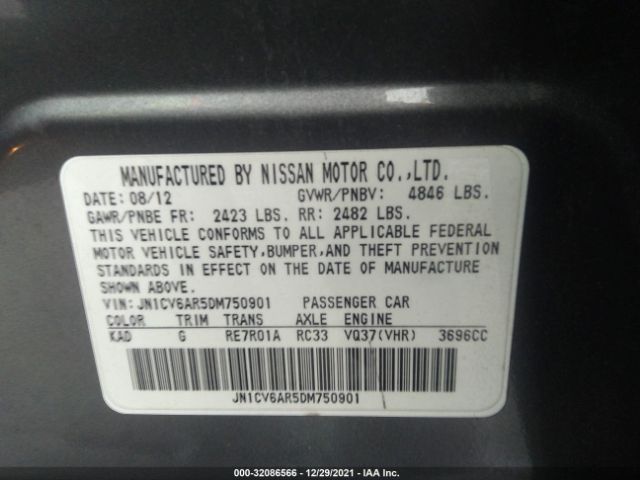 MANUFACTURED BY NISSAN MOTOR CO.,LTD.
DATE: 08/12 GVWR/PNBV: 4846 LBS.
GAWR/PNBE FR: 2423 LBS. RR: 2482 LBS.
THIS VEHICLE CONFORMS TO ALL APPLICABLE FEDERAL
MOTOR VEHICLE SAFETY,BUMPER,AND THEFT PREVENTION
STANDARDS IN EFFECT ON THE DATE OF MANUFACTURE
SHOWN ABOVE.
VIN: JN1CV6AR5DM750901 PASSENGER CAR
COLOR TRIM TRANS AXLE ENGINE
KAD G RE7R01A RC33 VQ37(VHR) 3696CC
JN1CV6AR5DM750901
000-32086566 - 12/29/2021 - IAA Inc.